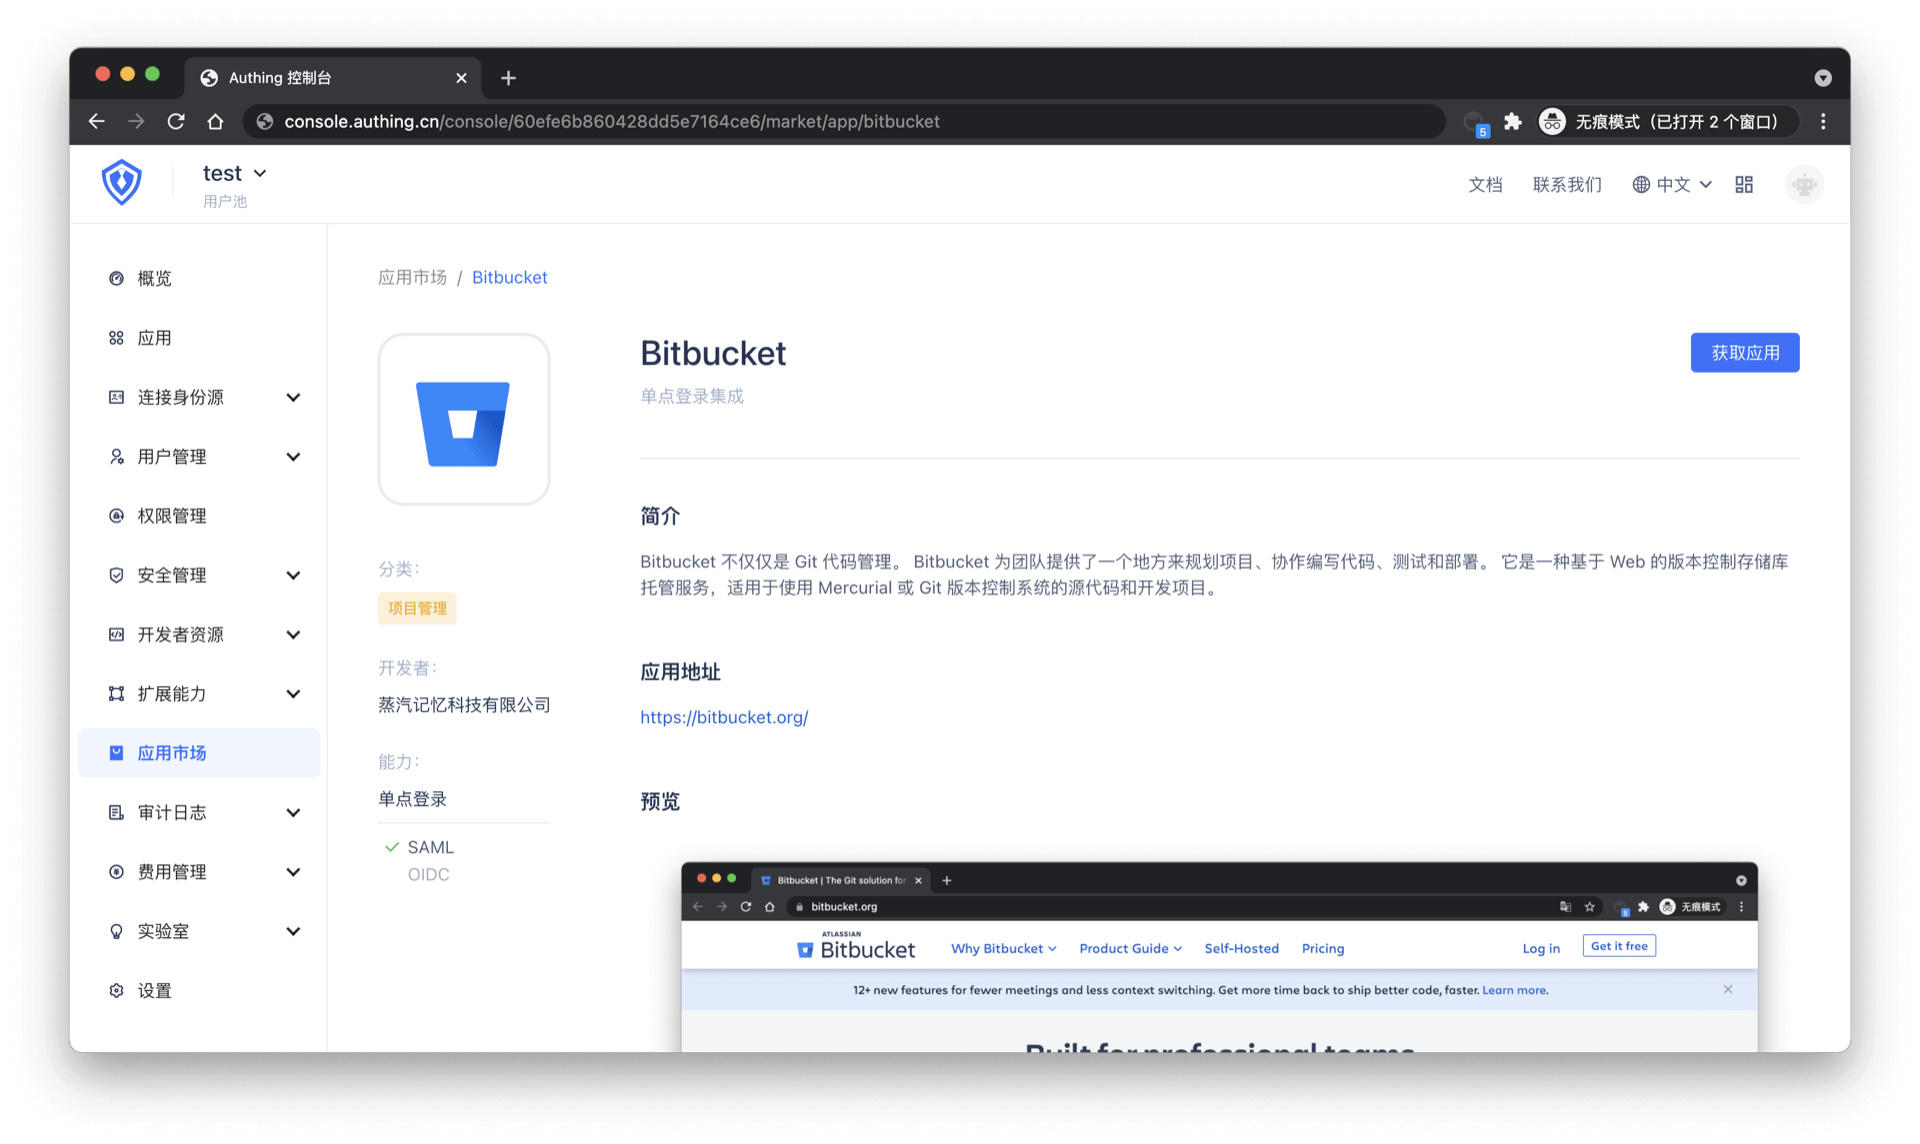 Authing 控制台
console.authing.cn/console/60efe6b860428dd5e7164ce6/market/app/bitbucket
5
无痕模式（已打开 2 个窗口）
test
用户池
文档
联系我们
中文
概览
应用
连接身份源
用户管理
权限管理
安全管理
开发者资源
扩展能力
应用市场
审计日志
费用管理
实验室
设置
应用市场 / Bitbucket
分类：
项目管理
开发者：
蒸汽记忆科技有限公司
能力：
单点登录
SAML
OIDC
Bitbucket
单点登录集成
获取应用
简介
Bitbucket 不仅仅是 Git 代码管理。 Bitbucket 为团队提供了一个地方来规划项目、协作编写代码、测试和部署。 它是一种基于 Web 的版本控制存储库
托管服务，适用于使用 Mercurial 或 Git 版本控制系统的源代码和开发项目。
应用地址
https://bitbucket.org/
预览
Bitbucket | The Git solution for
bitbucket.org
5
无痕模式
ATLASSIAN
Bitbucket
Why Bitbucket
Product Guide
Self-Hosted
Pricing
Log in
Get it free
12+ new features for fewer meetings and less context switching. Get more time back to ship better code, faster. Learn more.
Built for professional teams